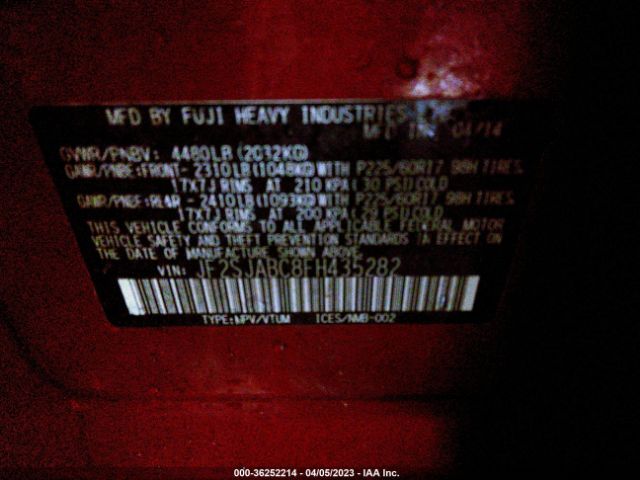 MFD BY FUJI HEAVY INDUSTRIES
MFD IN 04/14
GVWR/PNBV: 4480LB (2032KG)
GAWR/PNBE:FRONT- 2310LB(1048KG)WITH P225/60R17 98H TIRES.
17X7J RIMS AT 210 KPA(30 PSI)COLD
GAWR/PNBE:REAR- 2410LB(1093KG)WITH P225/60R17 98H TIRES.
17X7J RIMS AT 200 KPA(29 PSI)COLD
THIS VEHICLE CONFORMS TO ALL APPLICABLE FEDERAL MOTOR
VEHICLE SAFETY AND THEFT PREVENTION STANDARDS IN EFFECT ON
THE DATE OF MANUFACTURE SHOWN ABOVE.
VIN: JF2SJABC8FH435282
TYPE:MPV/VTUM ICES/NMB-002
000-36252214 - 04/05/2023 - IAA Inc.